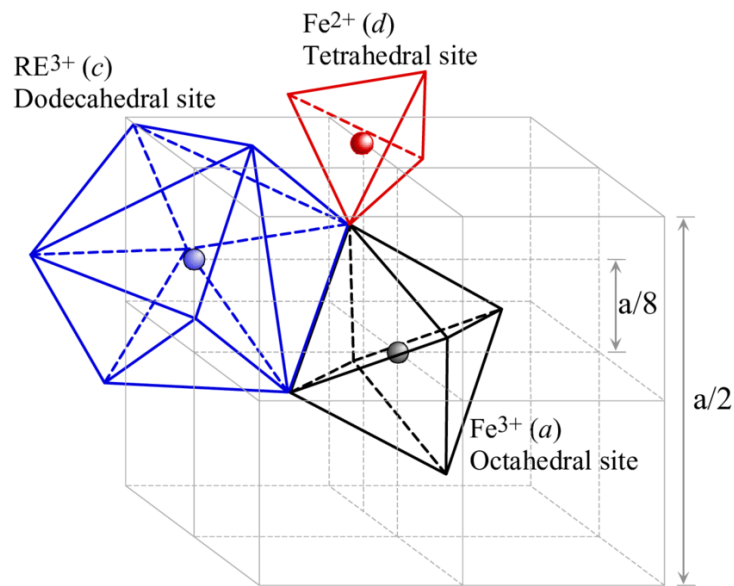 Fe2+ (d)
Tetrahedral site
RE3+ (c)
Dodecahedral site
a/8
a/2
Fe3+ (a)
Octahedral site